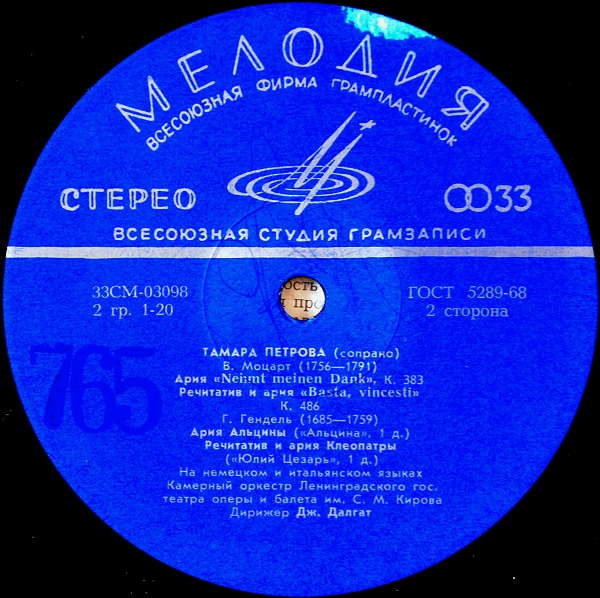 МЕЛОДИЯ
ВСЕСОЮЗНАЯ ФИРМА ГРАМПЛАСТИНОК
СТЕРЕО
33
ВСЕСОЮЗНАЯ СТУДИЯ ГРАМЗАПИСИ
33СМ-03098
ГОСТ 5289-68
2 гр. 1-20
2 сторона
765
ТАМАРА ПЕТРОВА (сопрано)
В. Моцарт (1756—1791)
Ария «Nehmt meinen Dank», К. 383
Речитатив и ария «Basta, vincesti»
К. 486
Г. Гендель (1685—1759)
Ария Альцины («Альцина», 1 д.)
Речитатив и ария Клеопатры
(«Юлий Цезарь», 1 д.)
На немецком и итальянском языках
Камерный оркестр Ленинградского гос.
театра оперы и балета им. С. М. Кирова
Дирижер Дж. Далгат